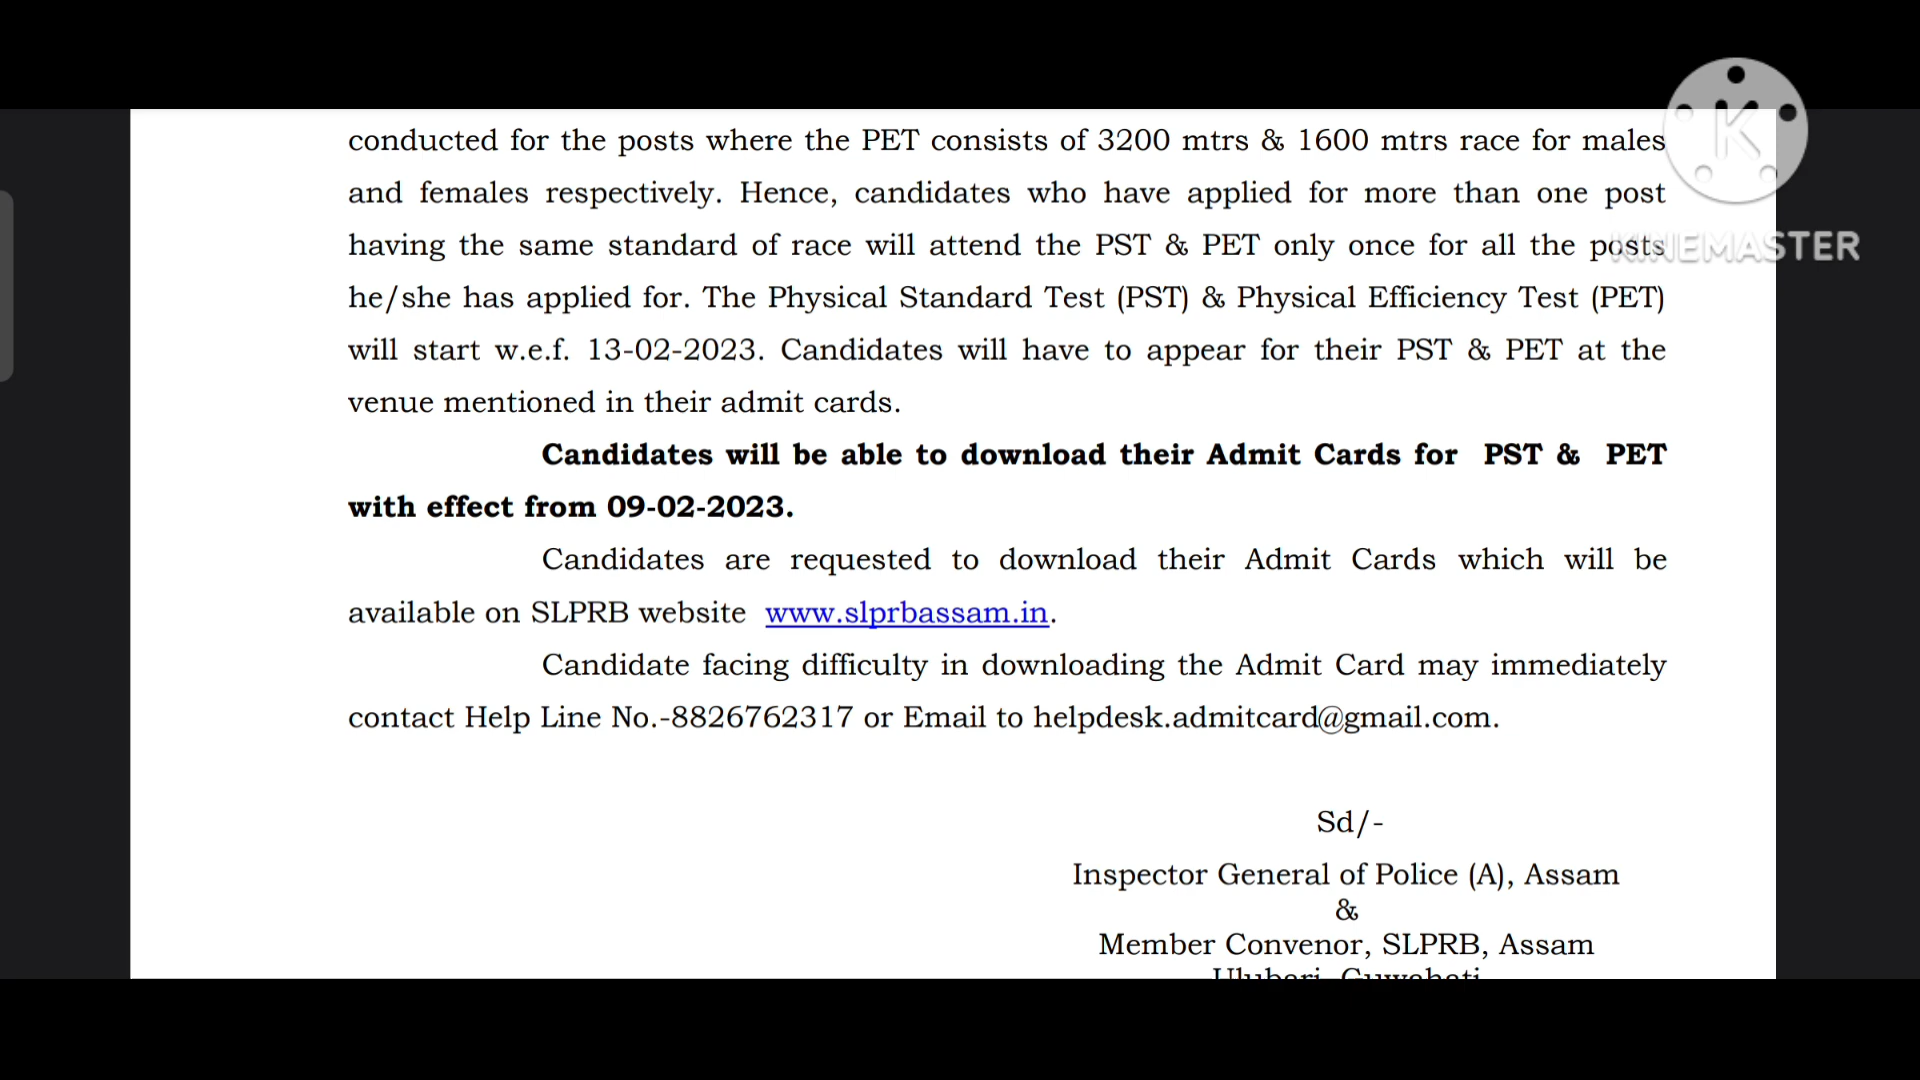 conducted for the posts where the PET consists of 3200 mtrs & 1600 mtrs race for males
and females respectively. Hence, candidates who have applied for more than one post
having the same standard of race will attend the PST & PET only once for all the posts
he/she has applied for. The Physical Standard Test (PST) & Physical Efficiency Test (PET)
will start w.e.f. 13-02-2023. Candidates will have to appear for their PST & PET at the
venue mentioned in their admit cards.
Candidates will be able to download their Admit Cards for PST & PET
with effect from 09-02-2023.
Candidates are requested to download their Admit Cards which will be
available on SLPRB website www.slprbassam.in.
Candidate facing difficulty in downloading the Admit Card may immediately
contact Help Line No.-8826762317 or Email to helpdesk.admitcard@gmail.com.
Sd/-
Inspector General of Police (A), Assam
&
Member Convenor, SLPRB, Assam
Ulubari, Guwahati
K
KINEMASTER